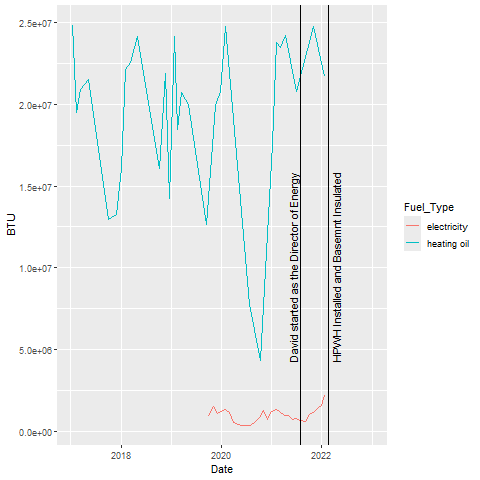 2.5e+07
2.0e+07
1.5e+07
1.0e+07
5.0e+06
0.0e+00
BTU
David started as the Director of Energy
HPWH Installed and Basemnt Insulated
2018
2020
2022
Date
Fuel_Type
electricity
heating oil